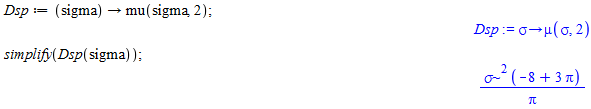 Dsp := (sigma) → mu(sigma, 2);
Dsp := σ→μ(σ, 2)
simplify(Dsp(sigma));
σ~² (-8 + 3 π)
π